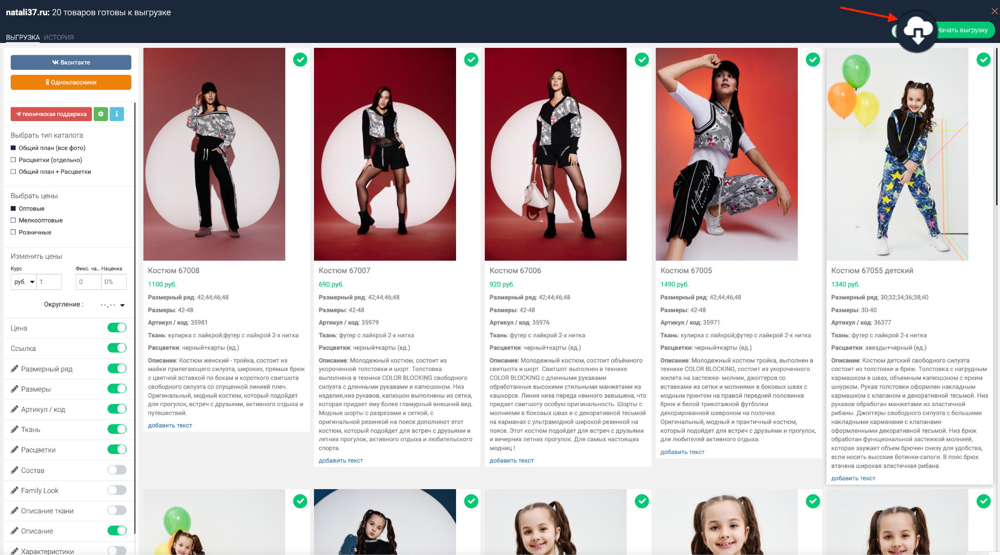 natali37.ru: 20 товаров готовы к выгрузке
ВЫГРУЗКА ИСТОРИЯ
Начать выгрузку
Вконтакте
Одноклассники
техническая поддержка
Выбрать тип каталога
Общий план (все фото)
Расцветки (отдельно)
Общий план + Расцветки
Выбрать цены
Оптовые
Мелкооптовые
Розничные
Изменить цены
Курс Фикс. ча... Наценка
руб. 1 0 0%
Округление : --,--
Цена
Ссылка
Размерный ряд
Размеры
Артикул / код
Ткань
Расцветки
Состав
Family Look
Описание ткани
Описание
Характеристики
Костюм 67008
1100 руб.
Размерный ряд: 42;44;46;48
Размеры: 42-48
Артикул / код: 35981
Ткань: кулирка с лайкрой;футер с лайкрой 2-х нитка
Расцветки: черный+карты (ед.)
Описание: Костюм женский - тройка, состоит из
майки прилегающего силуэта, широких, прямых брюк
с цветной вставкой по бокам и короткого свитшота
свободного силуэта со спущенной линией плеч.
Оригинальный, модный костюм, который подойдет
для прогулок, встреч с друзьями, активного отдыха и
путешествий.
добавить текст
Костюм 67007
690 руб.
Размерный ряд: 42;44;46;48
Размеры: 42-48
Артикул / код: 35979
Ткань: футер с лайкрой 2-х нитка
Расцветки: черный+карты (ед.)
Описание: Молодежный костюм, состоит из
укороченной толстовки и шорт. Толстовка
выполнена в технике COLOR BLOCKING свободного
силуэта с длинными рукавами и капюшоном. Низ
изделия,низ рукавов, капюшон выполнены из сетки,
которая придает ему более гламурный внешний вид.
Модные шорты с разрезами и сеткой, с
оригинальной резинкой на поясе дополняют этот
костюм, который подойдет для встреч с друзьями и
летних прогулок, активного отдыха и любительского
спорта.
добавить текст
Костюм 67006
920 руб.
Размерный ряд: 42;44;46;48
Размеры: 42-48
Артикул / код: 35976
Ткань: футер с лайкрой 2-х нитка
Расцветки: черный+карты (ед.)
Описание: Молодежный костюм, состоит объёмного
свитшота и шорт. Свитшот выполнен в технике
COLOR BLOCKING с длинными рукавами
обработанные высокими стильными манжетами из
кашкорсе. Линия низа переда немного завышена, что
придает свитшоту особую оригинальность. Шорты с
молниями в боковых швах и с декоративной тесьмой
на карманах с ультрамодной широкой резинкой на
поясе. Этот костюм подойдет для встреч с друзьями
и вечерних летних прогулок. Для самых настоящих
модниц !
добавить текст
Костюм 67005
1490 руб.
Размерный ряд: 42;44;46;48
Размеры: 42-48
Артикул / код: 35971
Ткань: кулирка с лайкрой;футер с лайкрой 2-х нитка
Расцветки: черный+карты (ед.)
Описание: Молодежный костюм тройка, выполнен в
технике COLOR BLOCKING, состоит из укороченного
жилета на застежке- молнии, джоггеров со
вставками из сетки и молниями в боковых швах с
модным принтом на правой передней половинке
брюк и белой трикотажной футболки
декорированной шевроном на полочке.
Оригинальный, модный и практичный костюм,
который подойдет для встреч с друзьями и прогулок,
для любителей активного отдыха.
добавить текст
Костюм 67055 детский
1340 руб.
Размерный ряд: 30;32;34;36;38;40
Размеры: 30-40
Артикул / код: 36377
Ткань: футер с лайкрой 2-х нитка
Расцветки: звезды+черный (ед.)
Описание: Костюм детский свободного силуэта
состоит из толстовки и брюк. Толстовка с нагрудным
кармашком в швах, объемным капюшоном с ярким
шнурком. Рукав толстовки оформлен накладным
кармашком с клапаном и декоративной тесьмой. Низ
рукавов обработан манжетами из эластичной
рибаны. Джоггеры свободного силуэта с большими
накладными карманами с клапанами
оформленными декоративной тесьмой. Низ брюк
обработан функциональной застежкой молнией,
которая заужает объем брючин снизу для удобства,
если носить высокие ботинки-сапоги. В пояс брюк
втачена широкая эластичная рибана.
добавить текст